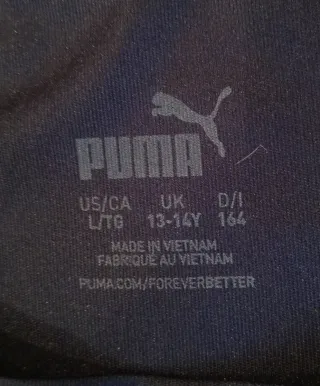 PUMA
US/CA UK D/I
L/TG 13-14Y 164
MADE IN VIETNAM
FABRIQUÉ AU VIETNAM
PUMA.COM/FOREVERBETTER